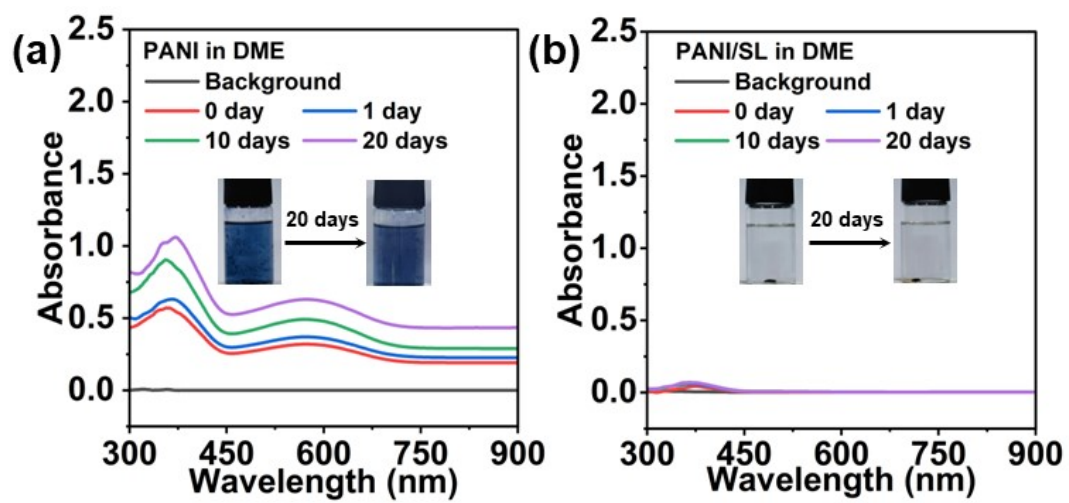 (a)
PANI in DME
Background
0 day
1 day
10 days
20 days
20 days
2.5
2.0
1.5
1.0
0.5
0.0
Absorbance
300
450
600
750
900
Wavelength (nm)
(b)
PANI/SL in DME
Background
0 day
1 day
10 days
20 days
20 days
2.5
2.0
1.5
1.0
0.5
0.0
Absorbance
300
450
600
750
900
Wavelength (nm)